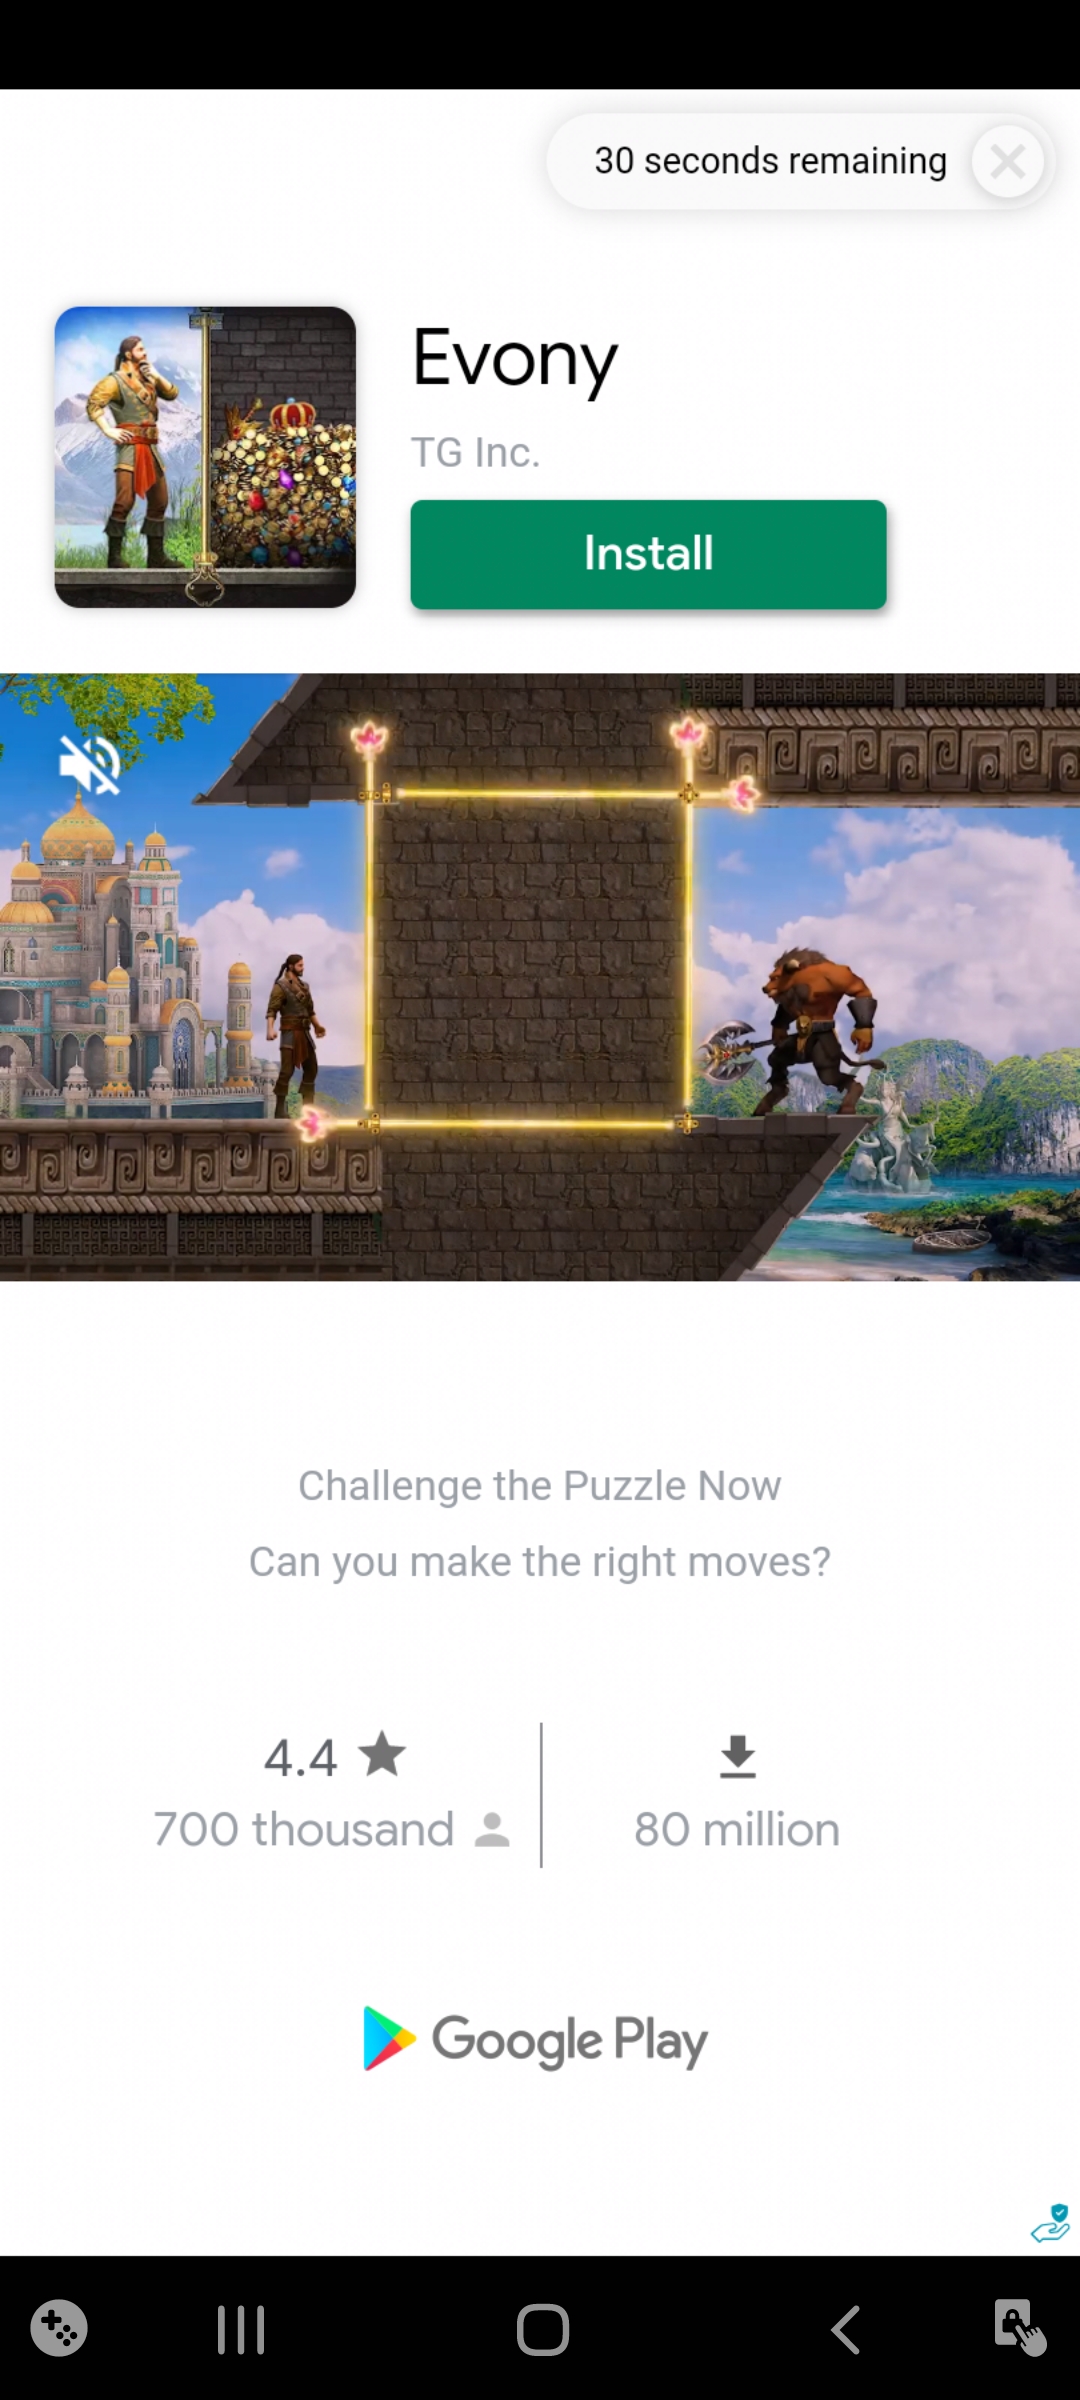 30 seconds remaining
Evony
TG Inc.
Install
Challenge the Puzzle Now
Can you make the right moves?
4.4
700 thousand
80 million
Google Play